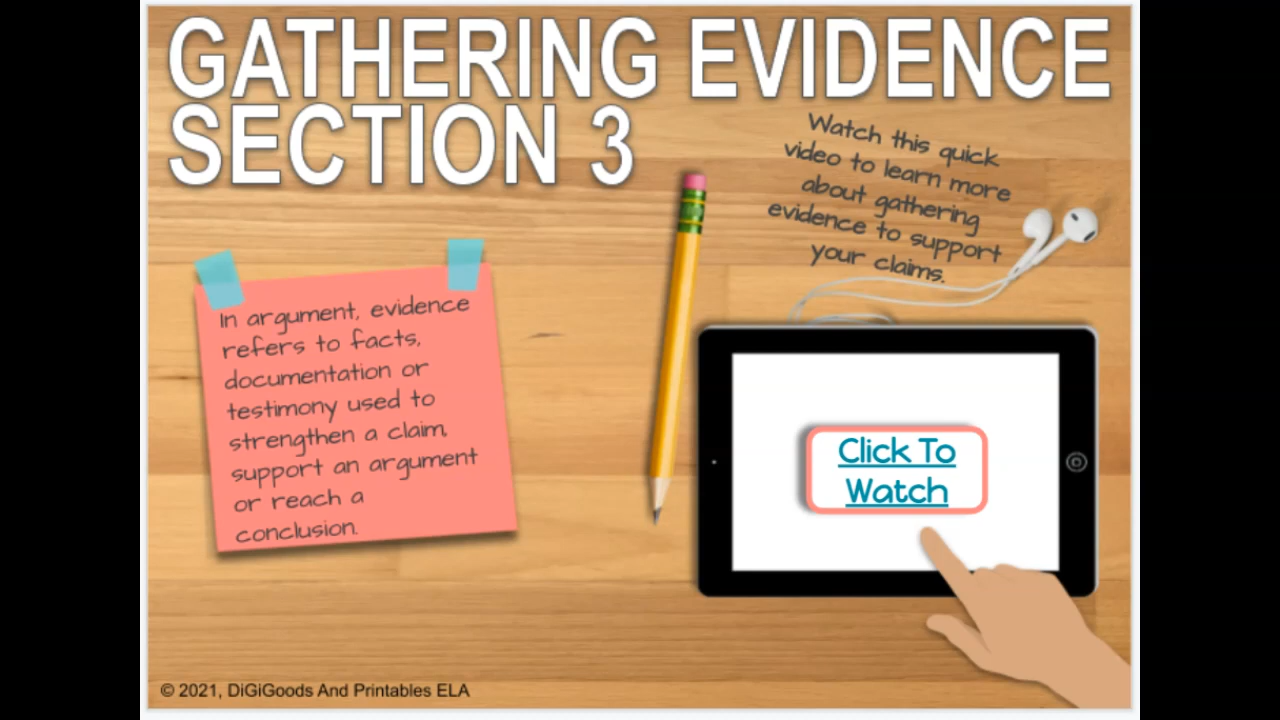 GATHERING EVIDENCE
SECTION 3
Watch this quick
video to learn more
about gathering
evidence to support
your claims.
In argument, evidence
refers to facts,
documentation or
testimony used to
strengthen a claim,
support an argument
or reach a
conclusion.
Click To
Watch
© 2021, DiGiGoods And Printables ELA